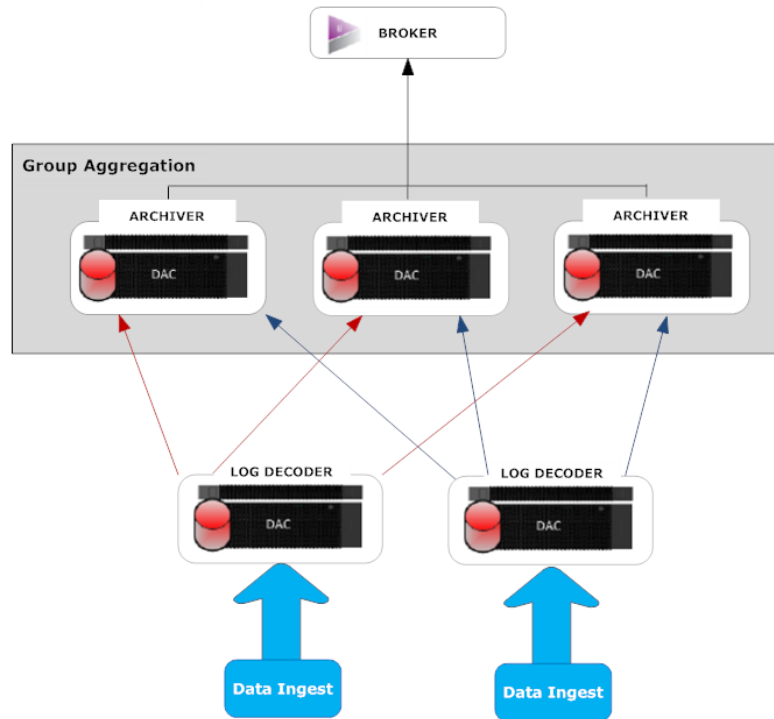 BROKER
Group Aggregation
ARCHIVER
ARCHIVER
ARCHIVER
DAC
DAC
DAC
LOG DECODER
LOG DECODER
DAC
DAC
Data Ingest
Data Ingest